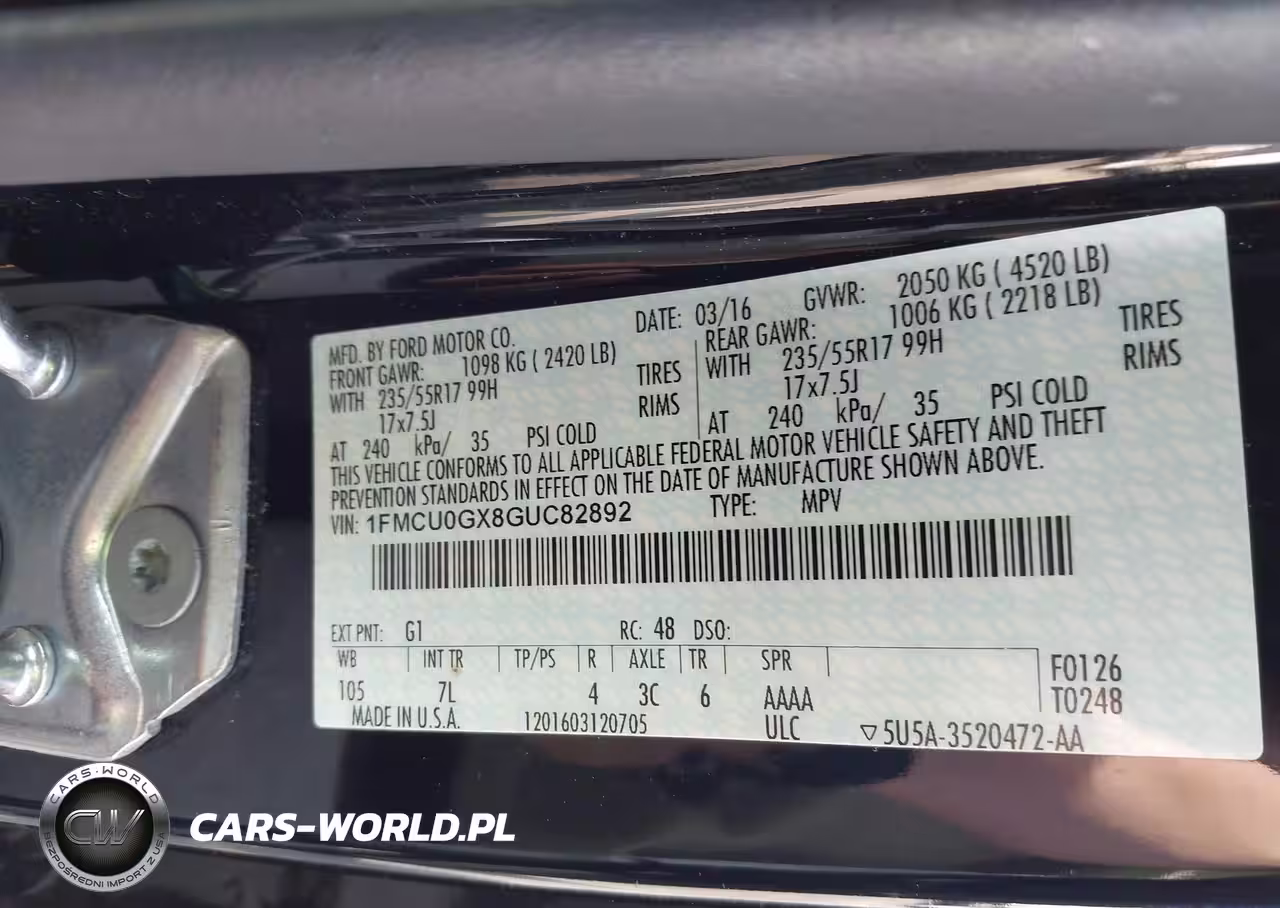 MFD. BY FORD MOTOR CO. DATE: 03/16 GVWR: 2050 KG ( 4520 LB)
FRONT GAWR: 1098 KG ( 2420 LB) REAR GAWR: 1006 KG ( 2218 LB)
WITH 235/55R17 99H TIRES WITH 235/55R17 99H TIRES
17x7.5J RIMS 17x7.5J RIMS
AT 240 kPa/ 35 PSI COLD AT 240 kPa/ 35 PSI COLD
THIS VEHICLE CONFORMS TO ALL APPLICABLE FEDERAL MOTOR VEHICLE SAFETY AND THEFT
PREVENTION STANDARDS IN EFFECT ON THE DATE OF MANUFACTURE SHOWN ABOVE.
VIN: 1FMCU0GX8GUC82892 TYPE: MPV
EXT PNT: G1 RC: 48 DSO:
WB INT TR TP/PS R AXLE TR SPR F0126
105 7L 4 3C 6 AAAA T0248
MADE IN U.S.A. 1201603120705 ULC ▽5U5A-3520472-AA
CARS-WORLD
CW
BEZPOŚREDNI IMPORT Z USA
CARS-WORLD.PL